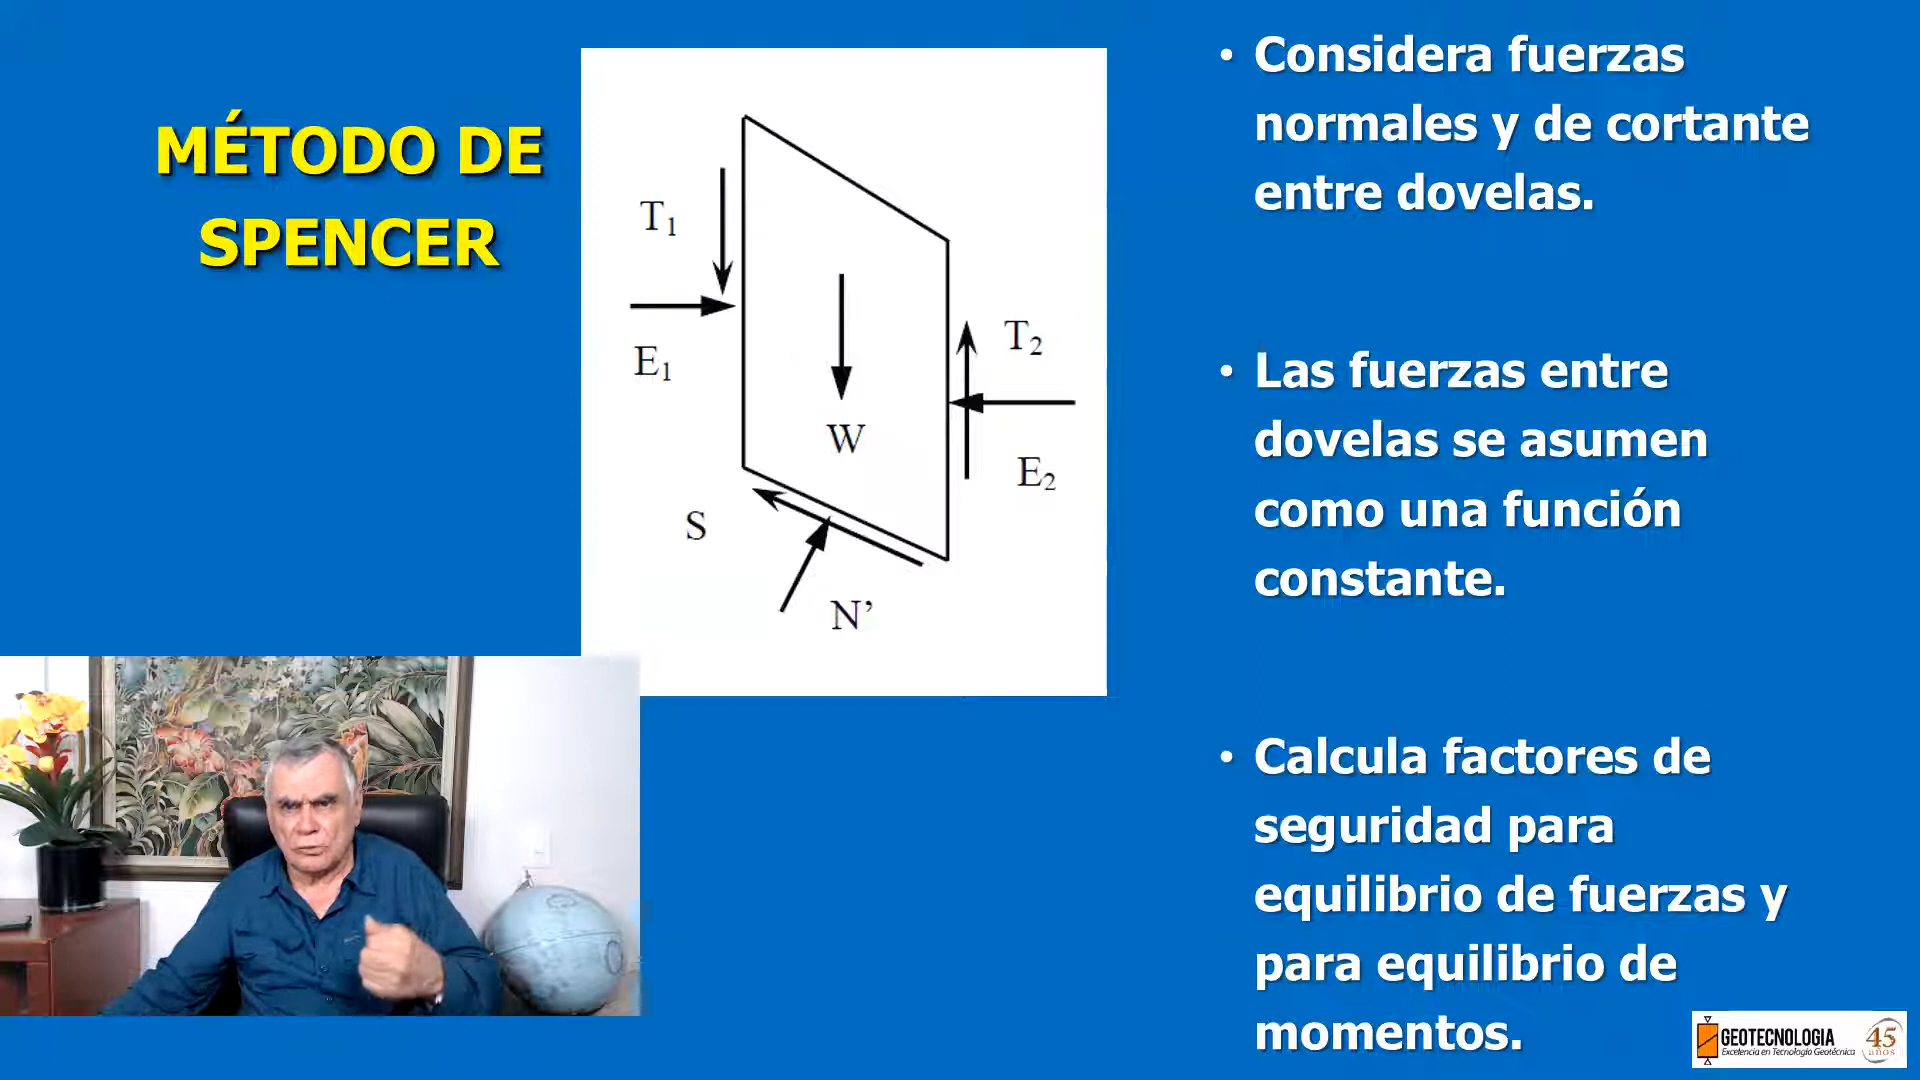 MÉTODO DE
SPENCER
T1
E1
W
T2
E2
S
N’
• Considera fuerzas
normales y de cortante
entre dovelas.
• Las fuerzas entre
dovelas se asumen
como una función
constante.
• Calcula factores de
seguridad para
equilibrio de fuerzas y
para equilibrio de
momentos.
GEOTECNOLOGIA
Excelencia en Tecnología Geotécnica
45
años